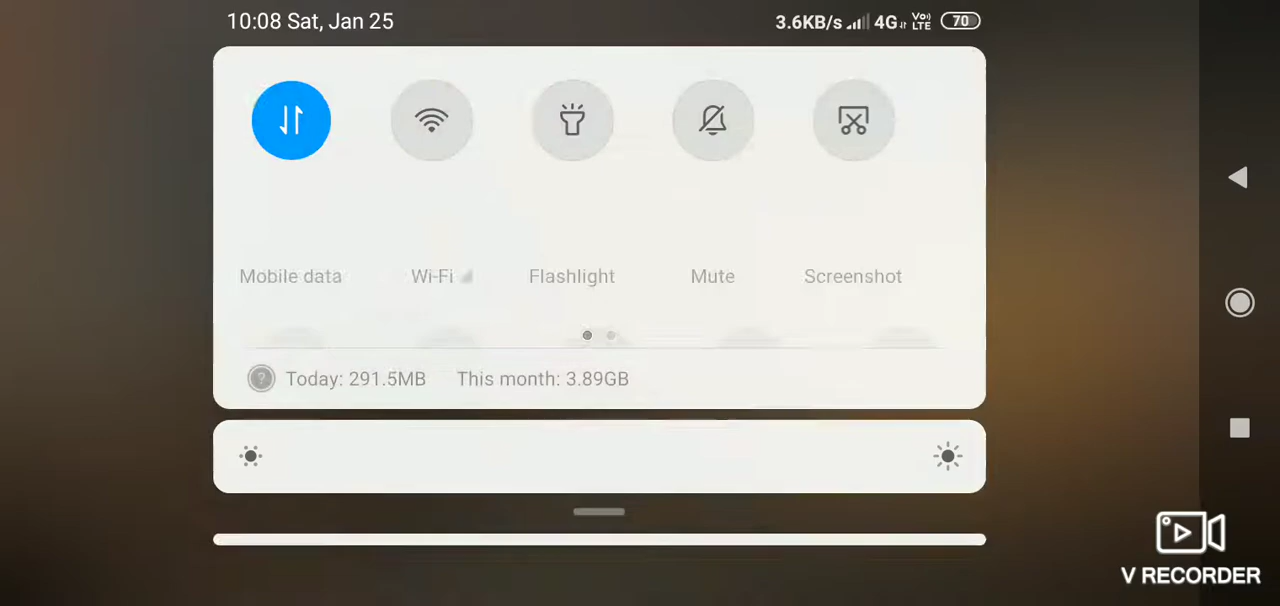 10:08 Sat, Jan 25 3.6KB/s 4G Vo) LTE 70
Mobile data Wi-Fi Flashlight Mute Screenshot
Today: 291.5MB This month: 3.89GB
V RECORDER